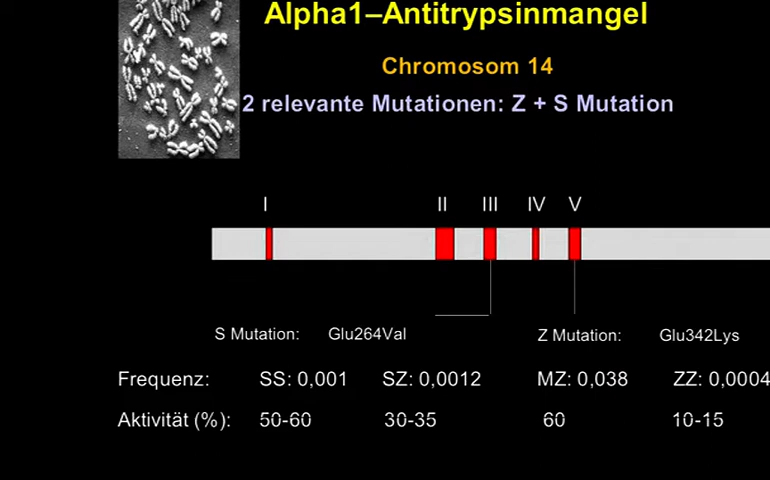 Alpha1–Antitrypsinmangel
Chromosom 14
2 relevante Mutationen: Z + S Mutation
I II III IV V
S Mutation: Glu264Val Z Mutation: Glu342Lys
Frequenz: SS: 0,001 SZ: 0,0012 MZ: 0,038 ZZ: 0,0004
Aktivität (%): 50-60 30-35 60 10-15